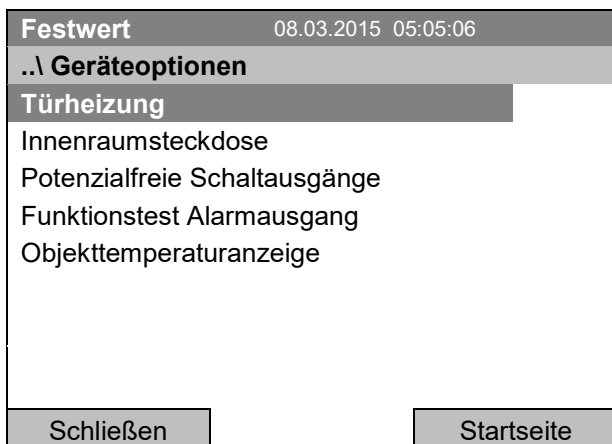 Festwert 08.03.2015 05:05:06
..\ Geräteoptionen
Türheizung
Innenraumsteckdose
Potenzialfreie Schaltausgänge
Funktionstest Alarmausgang
Objekttemperaturanzeige
Schließen Startseite